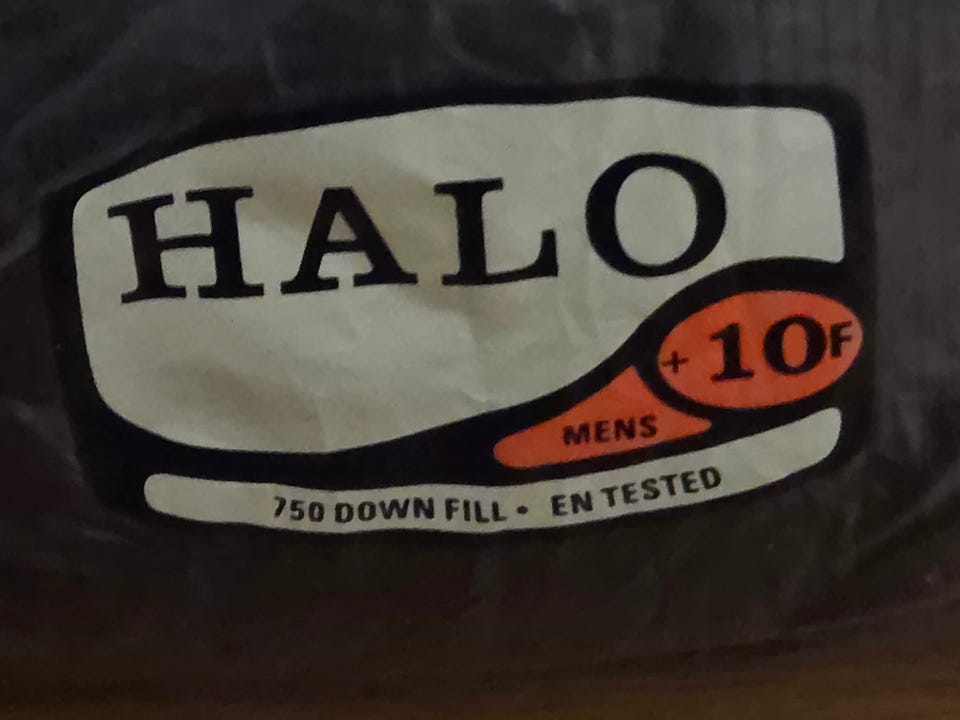 HALO
+10F
MENS
750 DOWN FILL • EN TESTED